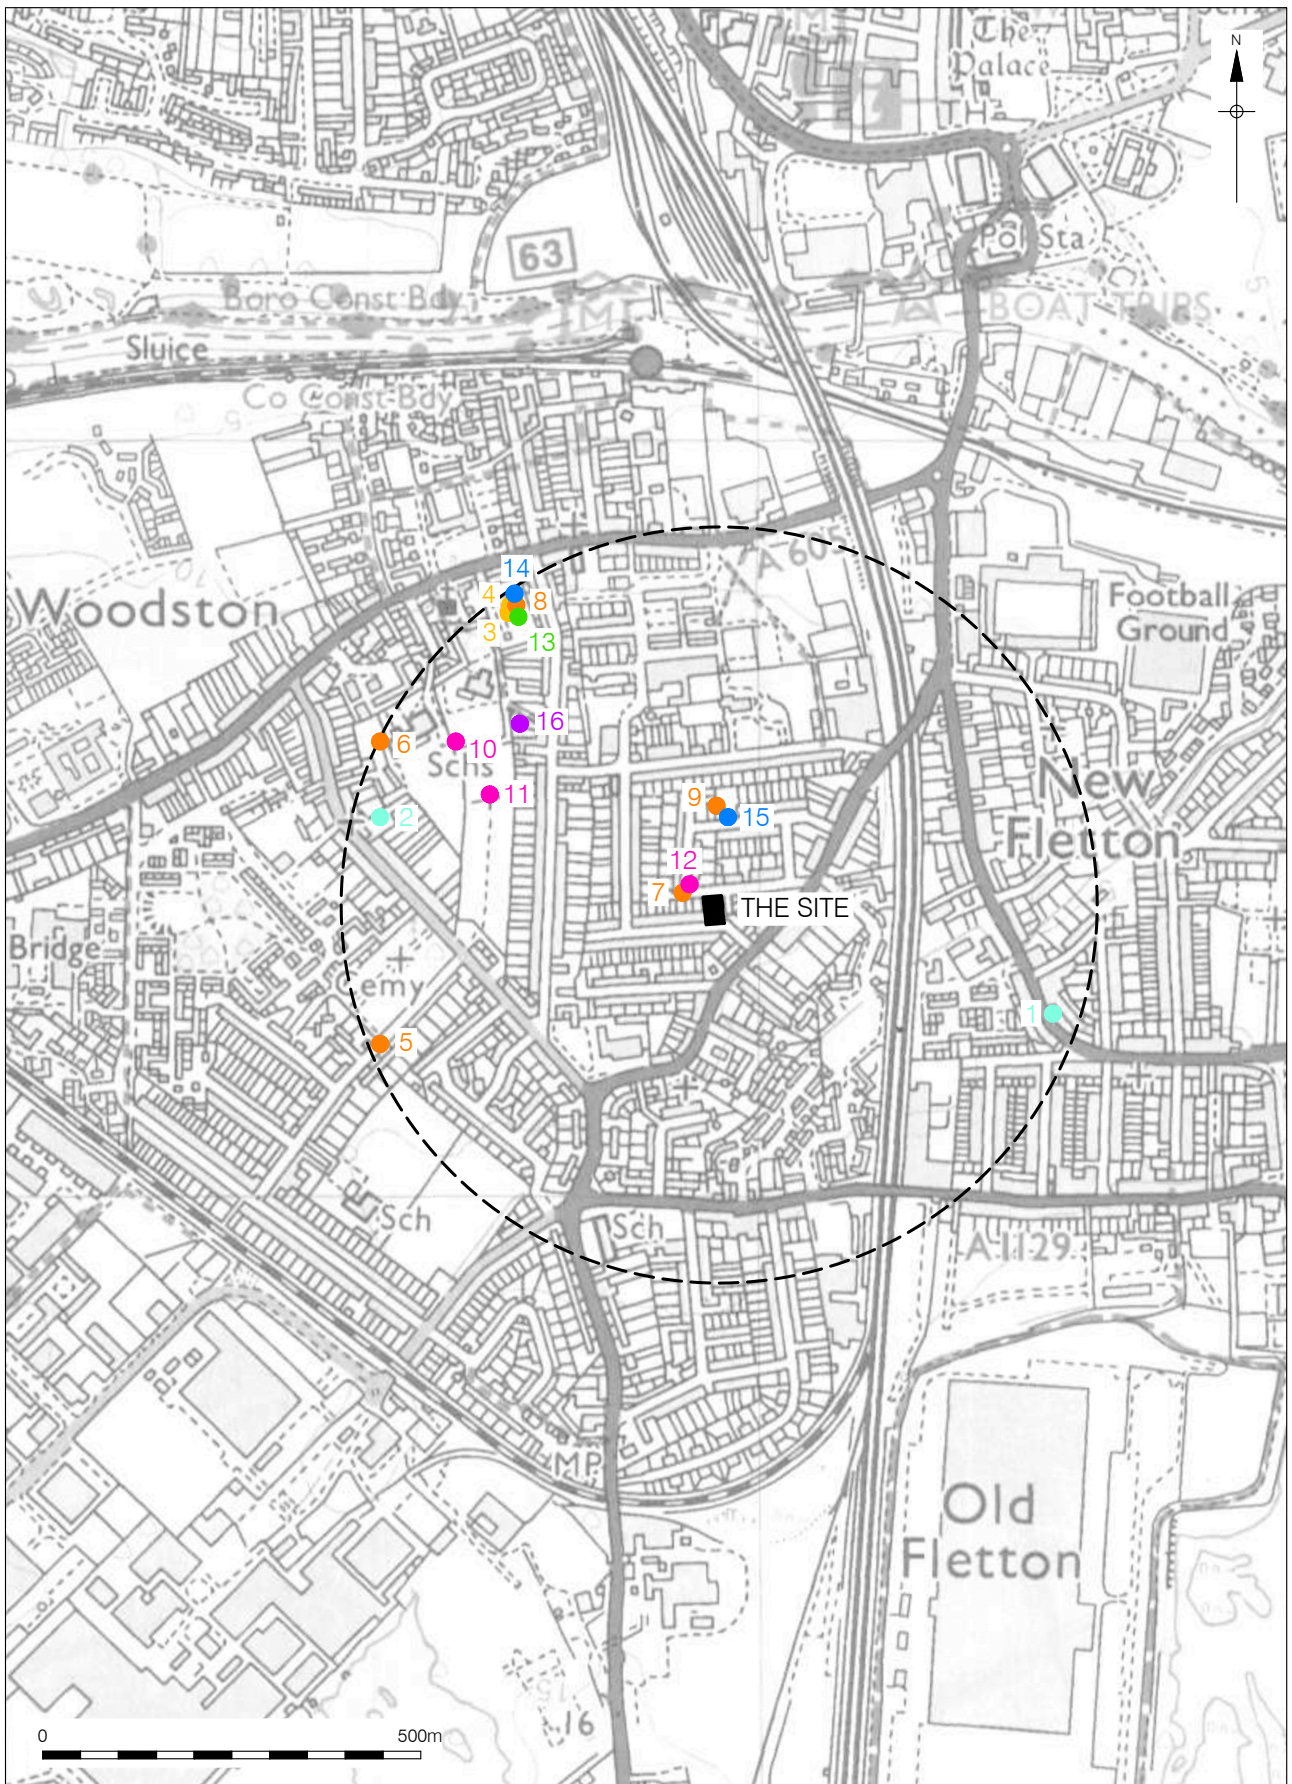 The
Palace
N
Pol Sta
63
Boro Const Bdy
BOAT TRIPS
Sluice
Co Const Bdy
A 60
14
4
8
3
13
Woodston
Football
Ground
16
6
10
Schs
11
2
9
15
New
Fletton
12
7
THE SITE
Bridge
emy
1
5
Sch
Sch
A 1129
MP
Old
Fletton
16
0
500m